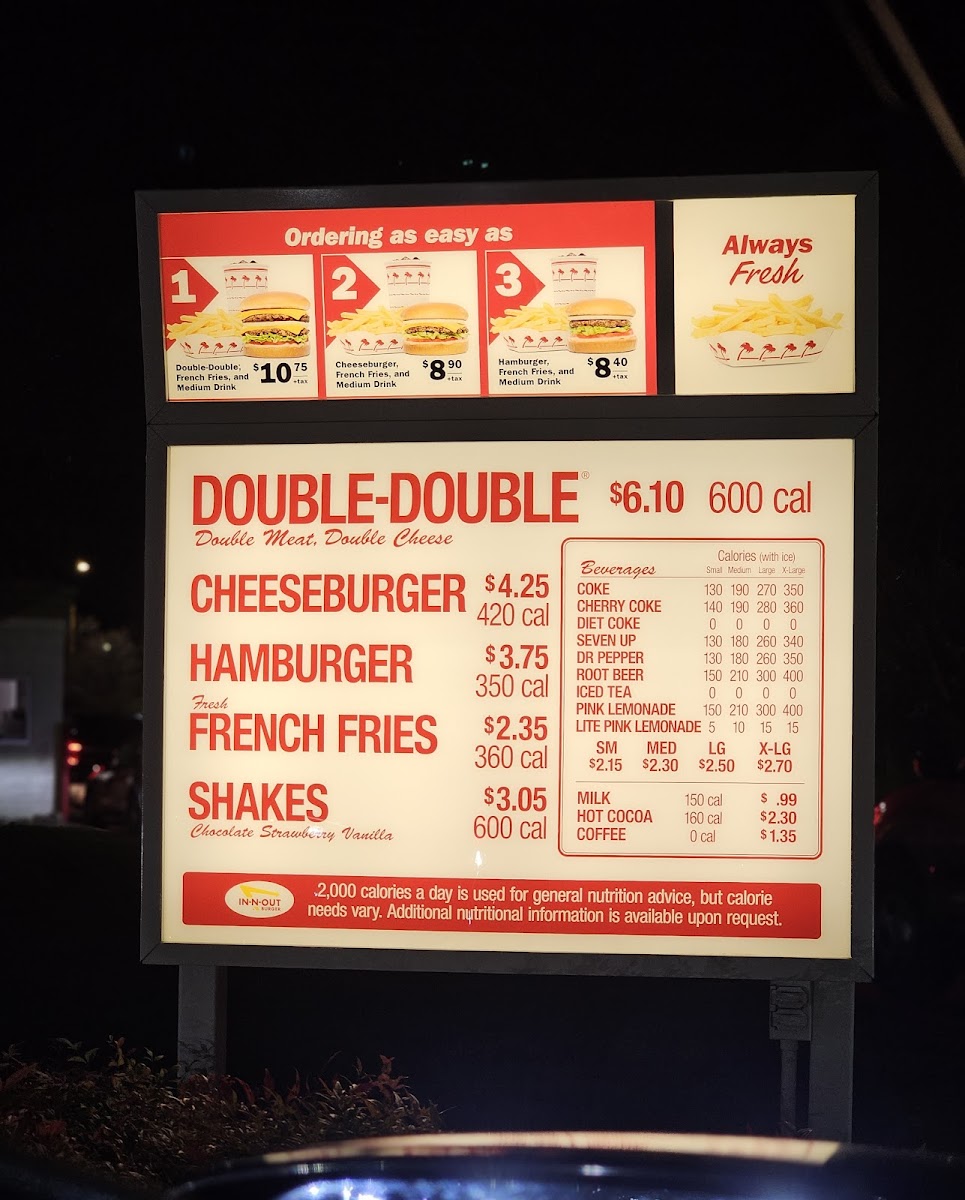 Ordering as easy as
1
Double-Double,
French Fries, and
Medium Drink
$10 75
+tax
2
Cheeseburger,
French Fries, and
Medium Drink
$8 90
+tax
3
Hamburger,
French Fries, and
Medium Drink
$8 40
+tax
Always
Fresh
DOUBLE-DOUBLE® $6.10 600 cal
Double Meat, Double Cheese
CHEESEBURGER $4.25
420 cal
HAMBURGER $3.75
350 cal
Fresh
FRENCH FRIES $2.35
360 cal
SHAKES $3.05
Chocolate Strawberry Vanilla 600 cal
Calories (with ice)
Beverages Small Medium Large X-Large
COKE 130 190 270 350
CHERRY COKE 140 190 280 360
DIET COKE 0 0 0 0
SEVEN UP 130 180 260 340
DR PEPPER 130 180 260 350
ROOT BEER 150 210 300 400
ICED TEA 0 0 0 0
PINK LEMONADE 150 210 300 400
LITE PINK LEMONADE 5 10 15 15
SM MED LG X-LG
$2.15 $2.30 $2.50 $2.70
MILK 150 cal $ .99
HOT COCOA 160 cal $2.30
COFFEE 0 cal $1.35
IN-N-OUT
BURGER
2,000 calories a day is used for general nutrition advice, but calorie
needs vary. Additional nutritional information is available upon request.